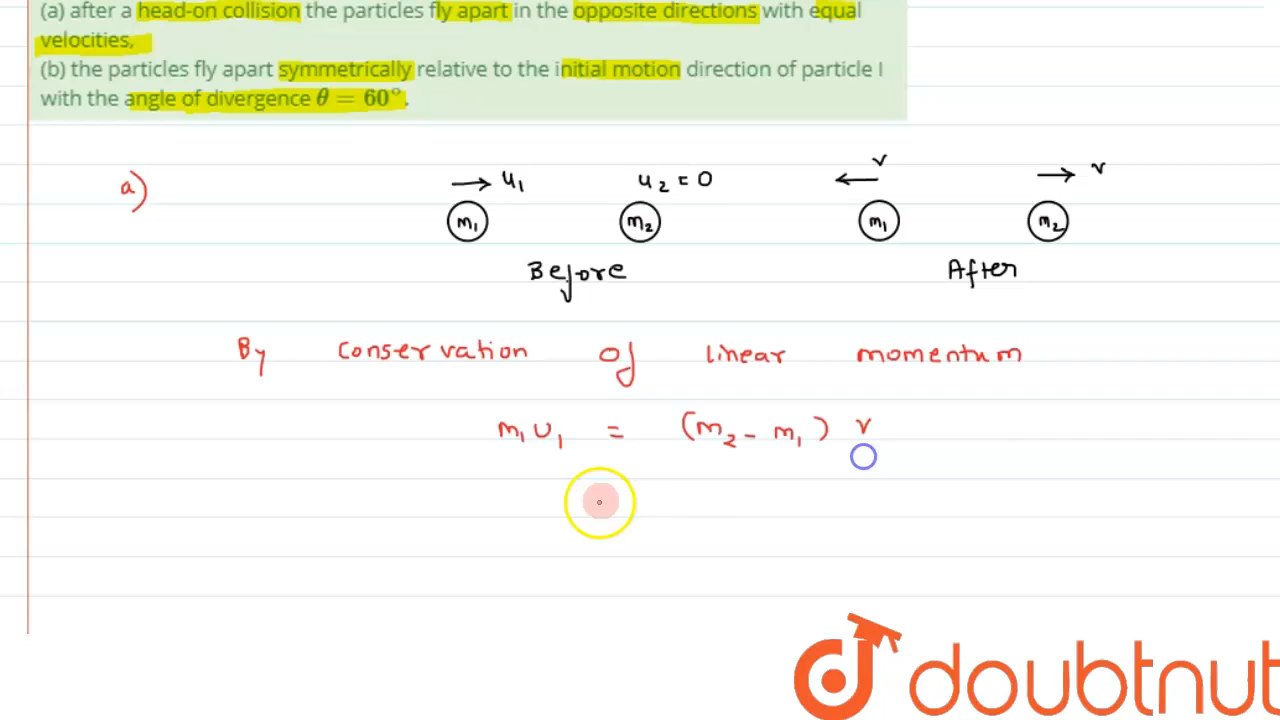 (a) after a head-on collision the particles fly apart in the opposite directions with equal
velocities,
(b) the particles fly apart symmetrically relative to the initial motion direction of particle I
with the angle of divergence θ = 60°.
a)
u₁ u₂ = 0 v v
m₁ m₂ m₁ m₂
Before After
By conservation of linear momentum
m₁ u₁ = (m₂ - m₁) v
doubtnut